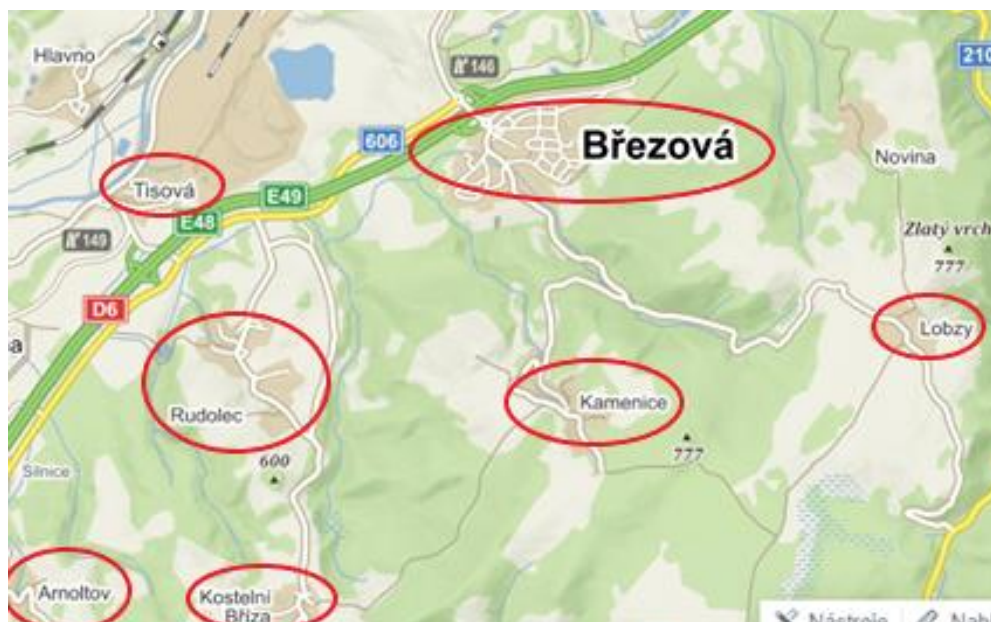 Hlavno
146
210
606
Březová
Novina
Tisová
E49
E48
149
Zlatý vrch
777
D6
Lobzy
a
Kamenice
Rudolec
777
600
Silnice
Arnoltov
Kostelní
Bříza
Nástroje